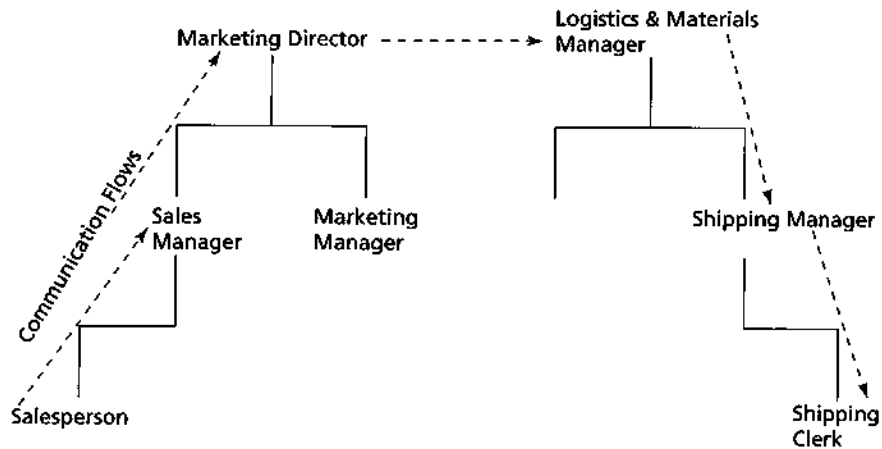 Marketing Director
Logistics & Materials
Manager
Communication Flows
Sales
Manager
Marketing
Manager
Shipping Manager
Salesperson
Shipping
Clerk